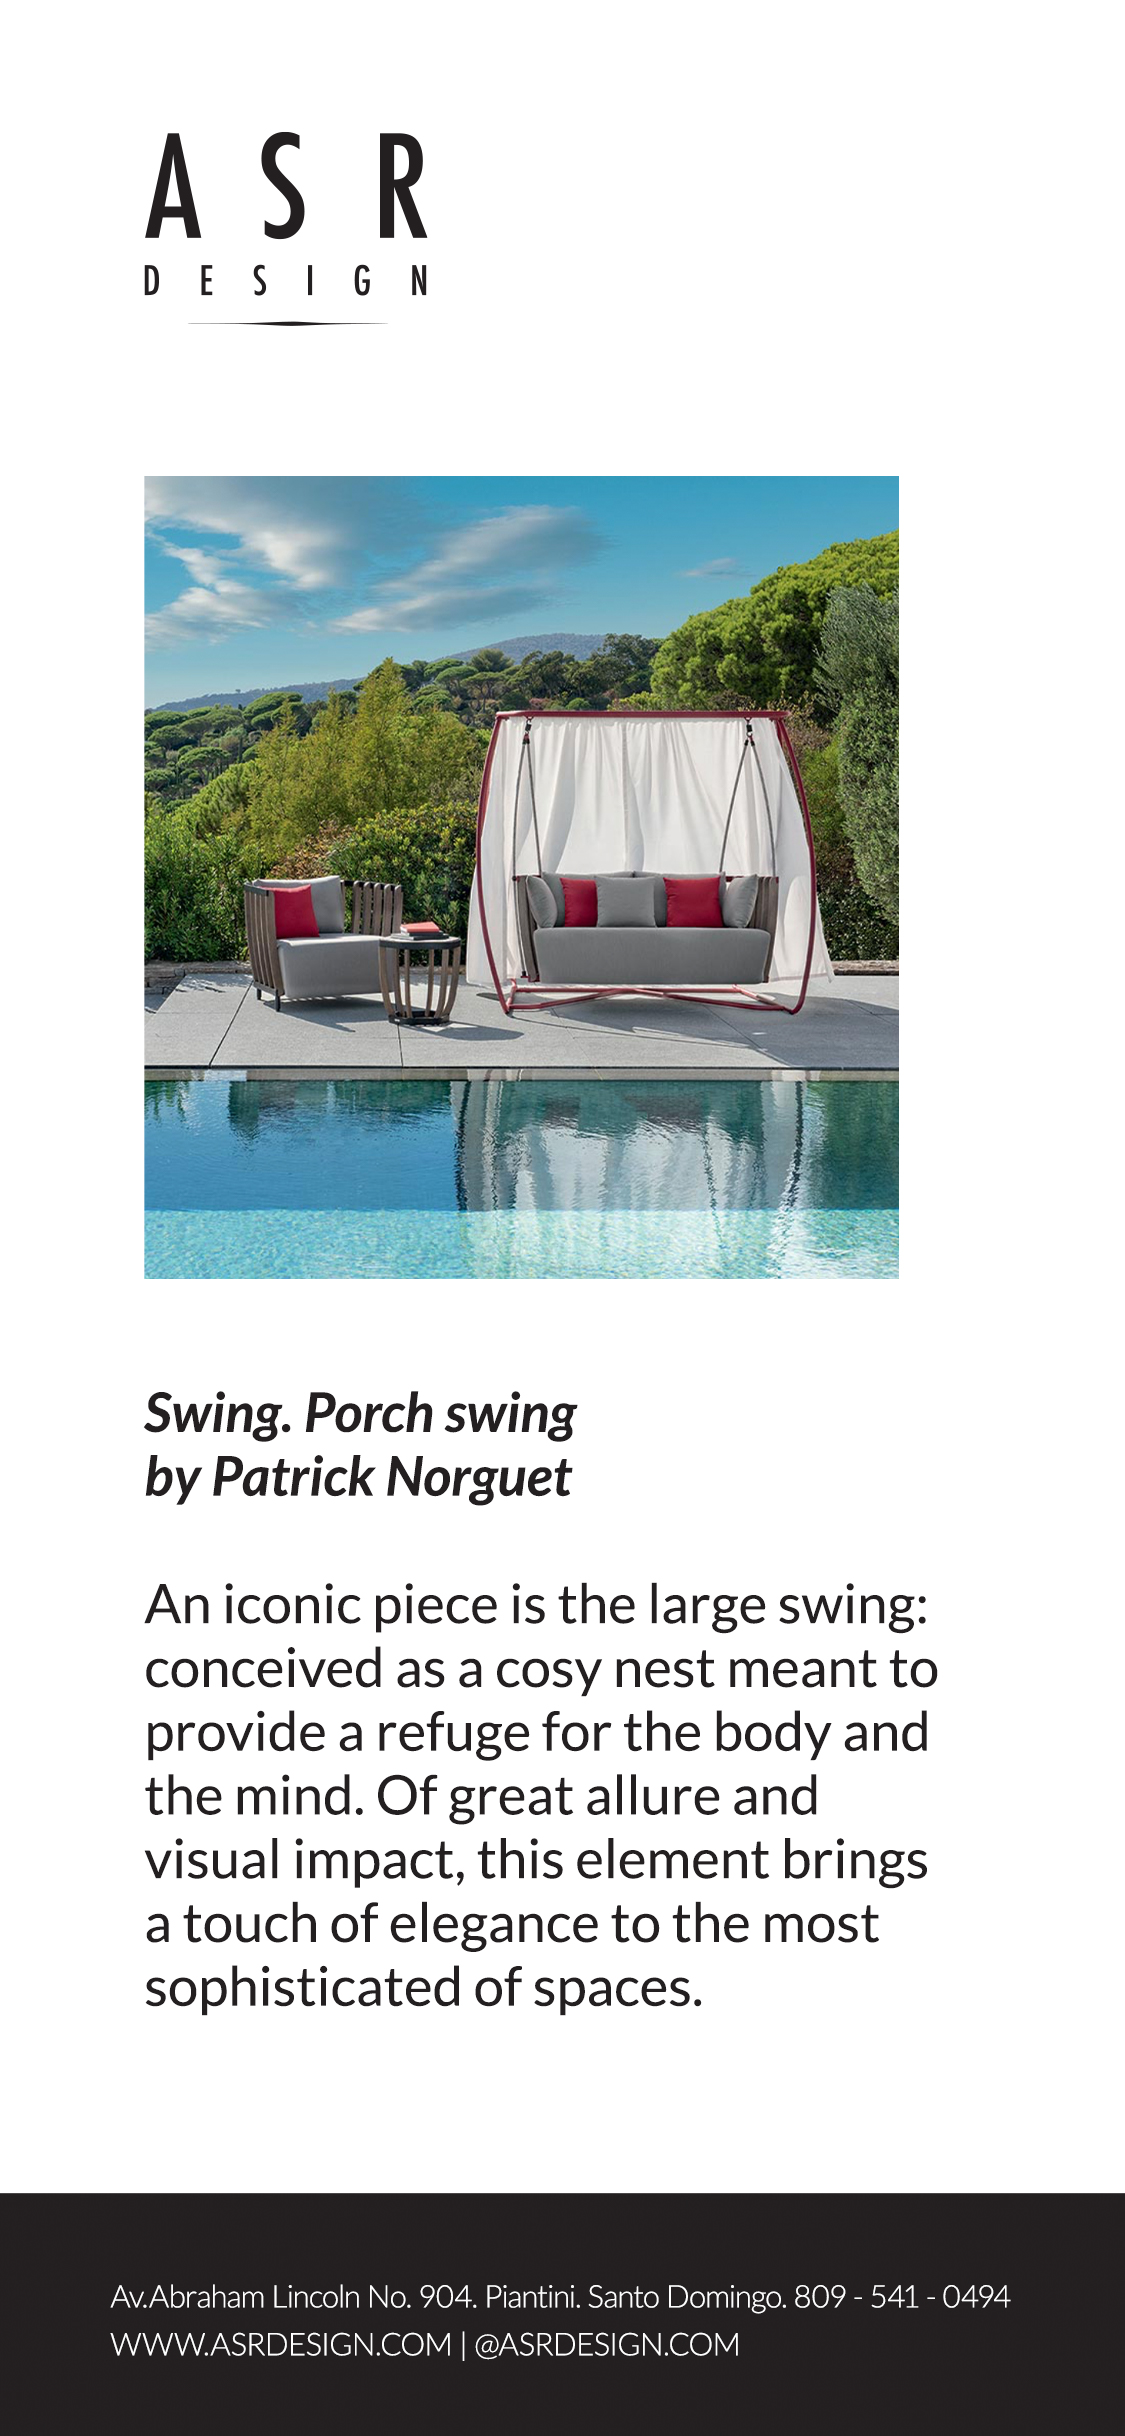 ASR
DESIGN
Swing. Porch swing
by Patrick Norguet
An iconic piece is the large swing:
conceived as a cosy nest meant to
provide a refuge for the body and
the mind. Of great allure and
visual impact, this element brings
a touch of elegance to the most
sophisticated of spaces.
Av.Abraham Lincoln No. 904. Piantini. Santo Domingo. 809 - 541 - 0494
WWW.ASRDESIGN.COM | @ASRDESIGN.COM